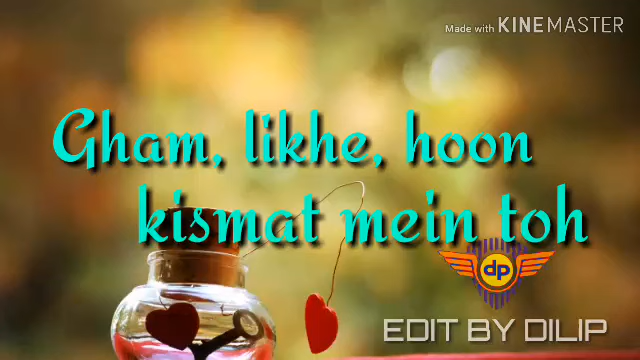 Made with KINEMASTER
Gham, likhe, hoon
kismat mein toh
dp
EDIT BY DILIP